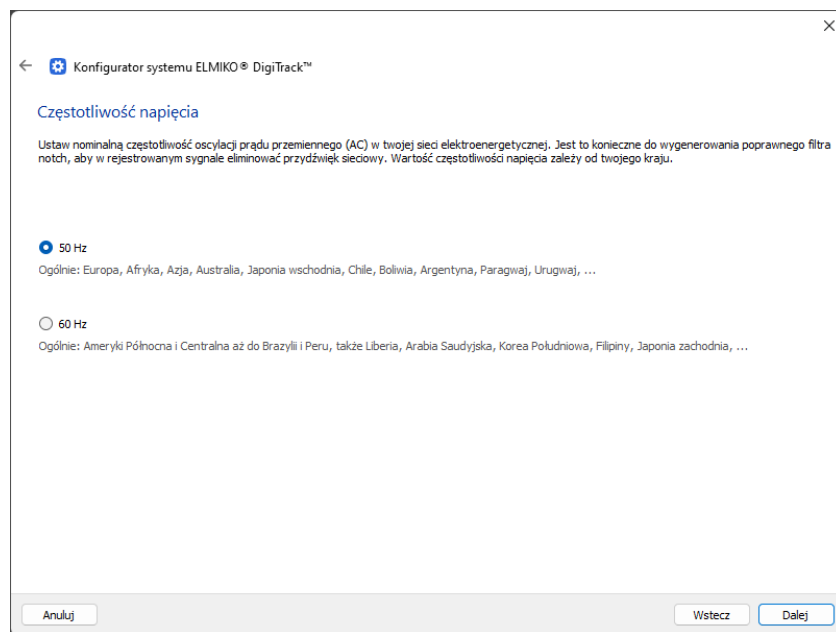 Konfigurator systemu ELMIKO® DigiTrack™
Częstotliwość napięcia
Ustaw nominalną częstotliwość oscylacji prądu przemiennego (AC) w twojej sieci elektroenergetycznej. Jest to konieczne do wygenerowania poprawnego filtra
notch, aby w rejestrowanym sygnale eliminować przydźwięk sieciowy. Wartość częstotliwości napięcia zależy od twojego kraju.
50 Hz
Ogólnie: Europa, Afryka, Azja, Australia, Japonia wschodnia, Chile, Boliwia, Argentyna, Paragwaj, Urugwaj, ...
60 Hz
Ogólnie: Ameryki Północna i Centralna aż do Brazylii i Peru, także Liberia, Arabia Saudyjska, Korea Południowa, Filipiny, Japonia zachodnia, ...
Anuluj
Wstecz
Dalej